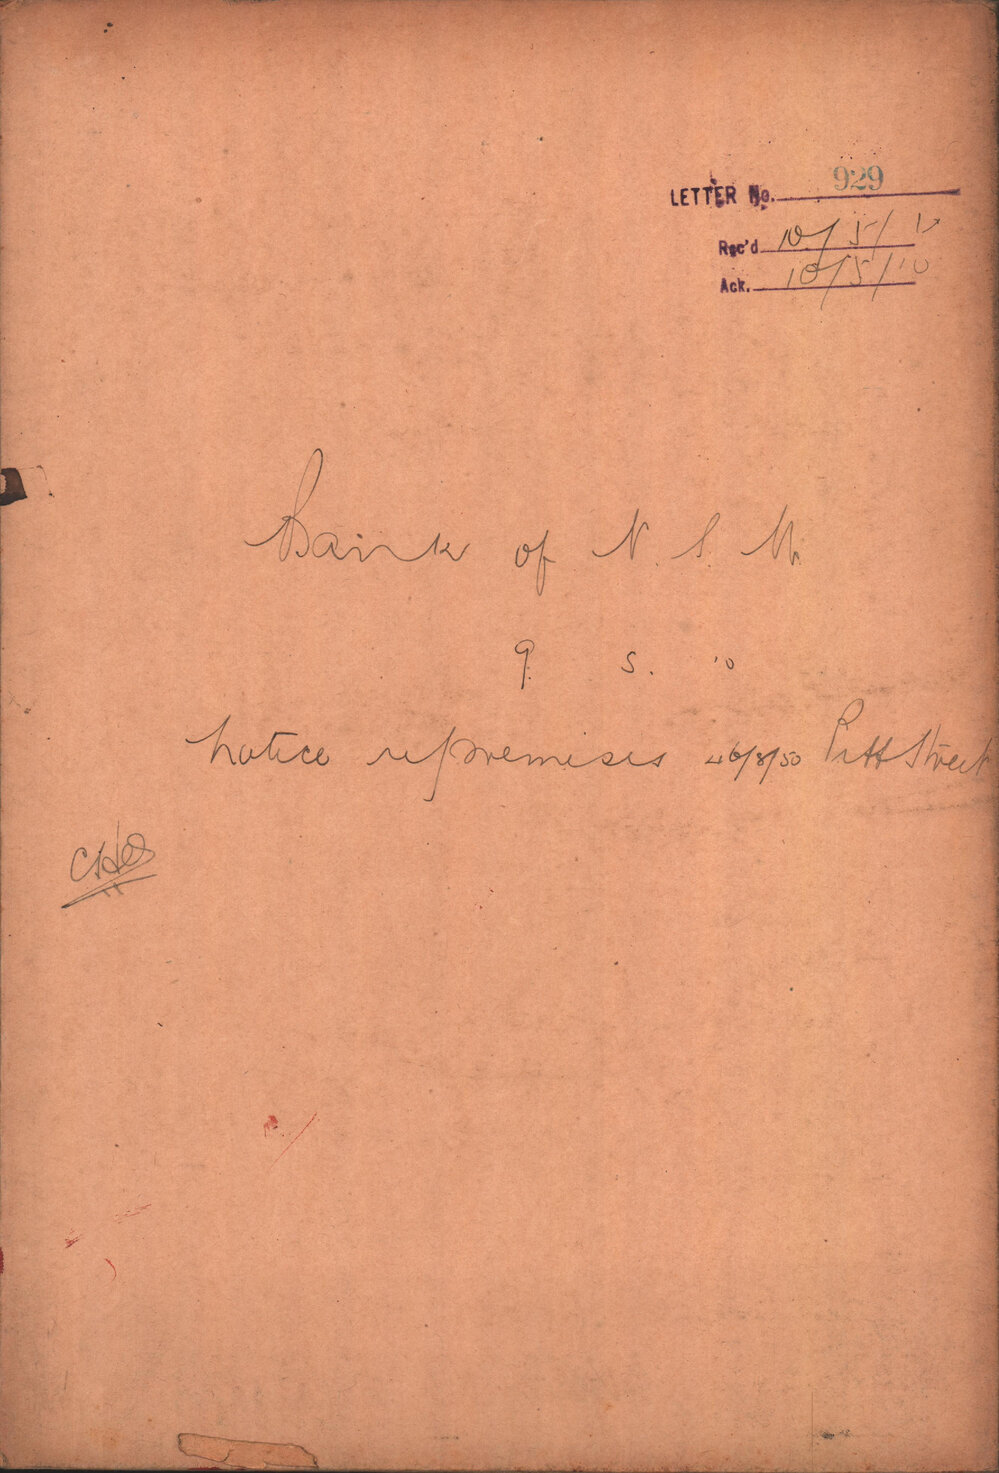 LETTER No. 929
Rec'd 10/5/10
Ack. 10/5/10
Bank of N. S. W.
9. 5. 10
Notice re premises 46/8/50 Pitt Street